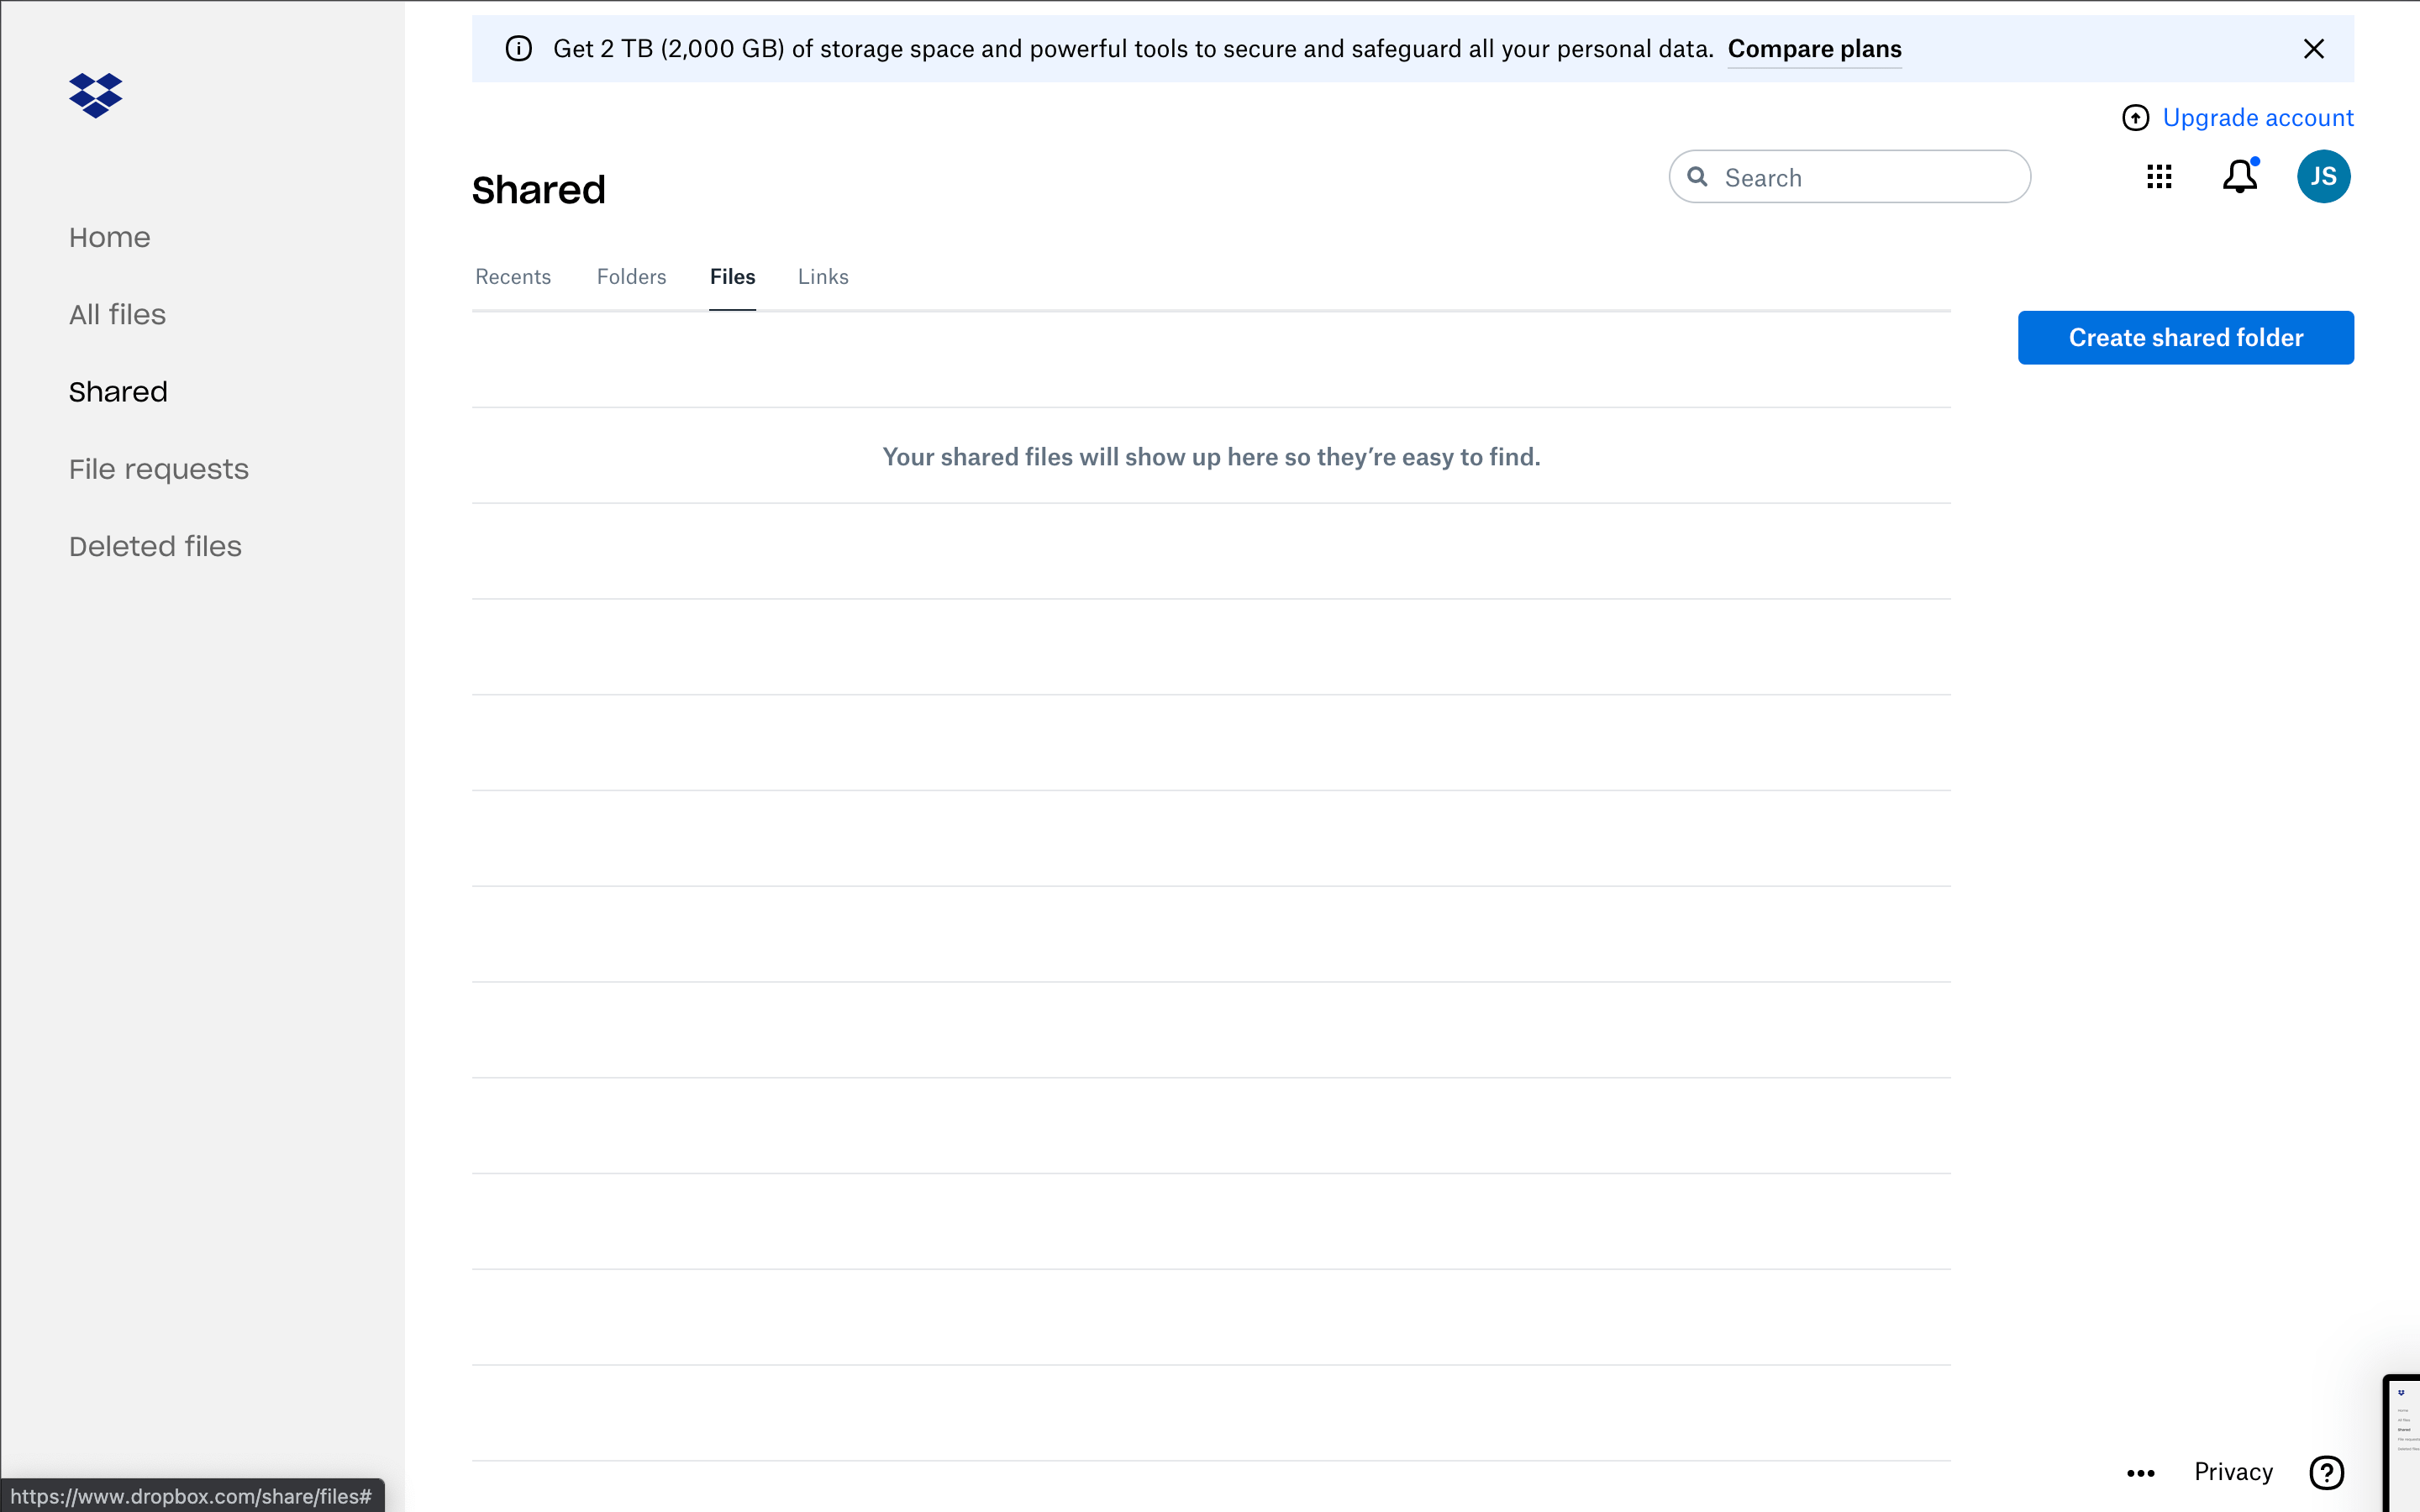 Get 2 TB (2,000 GB) of storage space and powerful tools to secure and safeguard all your personal data. Compare plans
Upgrade account
Shared
Search
JS
Home
All files
Shared
File requests
Deleted files
Recents Folders Files Links
Create shared folder
Your shared files will show up here so they’re easy to find.
Privacy
https://www.dropbox.com/share/files#